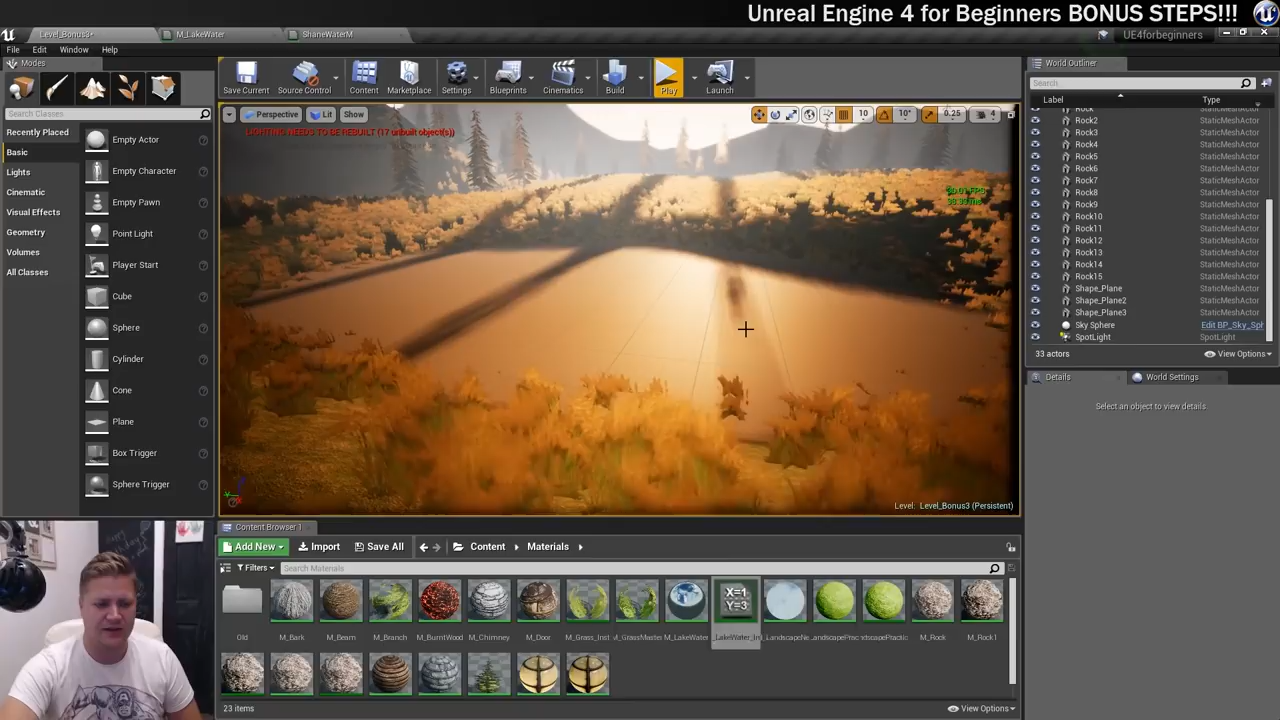 Unreal Engine 4 for Beginners BONUS STEPS!!!
Level_Bonus3*
M_LakeWater
ShaneWaterM
UE4forbeginners
File Edit Window Help
Modes
Search Classes
Recently Placed
Basic
Lights
Cinematic
Visual Effects
Geometry
Volumes
All Classes
Empty Actor
Empty Character
Empty Pawn
Point Light
Player Start
Cube
Sphere
Cylinder
Cone
Plane
Box Trigger
Sphere Trigger
Save Current
Source Control
Content
Marketplace
Settings
Blueprints
Cinematics
Build
Play
Launch
Perspective Lit Show
10 10° 0.25 4
LIGHTING NEEDS TO BE REBUILT (17 unbuilt object(s))
Level: Level_Bonus3 (Persistent)
World Outliner
Search
Label Type
Rock StaticMeshActor
Rock2 StaticMeshActor
Rock3 StaticMeshActor
Rock4 StaticMeshActor
Rock5 StaticMeshActor
Rock6 StaticMeshActor
Rock7 StaticMeshActor
Rock8 StaticMeshActor
Rock9 StaticMeshActor
Rock10 StaticMeshActor
Rock11 StaticMeshActor
Rock12 StaticMeshActor
Rock13 StaticMeshActor
Rock14 StaticMeshActor
Rock15 StaticMeshActor
Shape_Plane StaticMeshActor
Shape_Plane2 StaticMeshActor
Shape_Plane3 StaticMeshActor
Sky Sphere Edit BP_Sky_Sph
SpotLight SpotLight
33 actors View Options
Details World Settings
Select an object to view details.
Content Browser 1
Add New Import Save All Content Materials
Filters Search Materials
X=1
Y=3
Old M_Bark M_Beam M_Branch M_BurntWood M_Chimney M_Door M_Grass_Inst M_GrassMaster M_LakeWater _LakeWater_In _LandscapeNe andscapePractic ndscapePractic M_Rock M_Rock1
23 items View Options